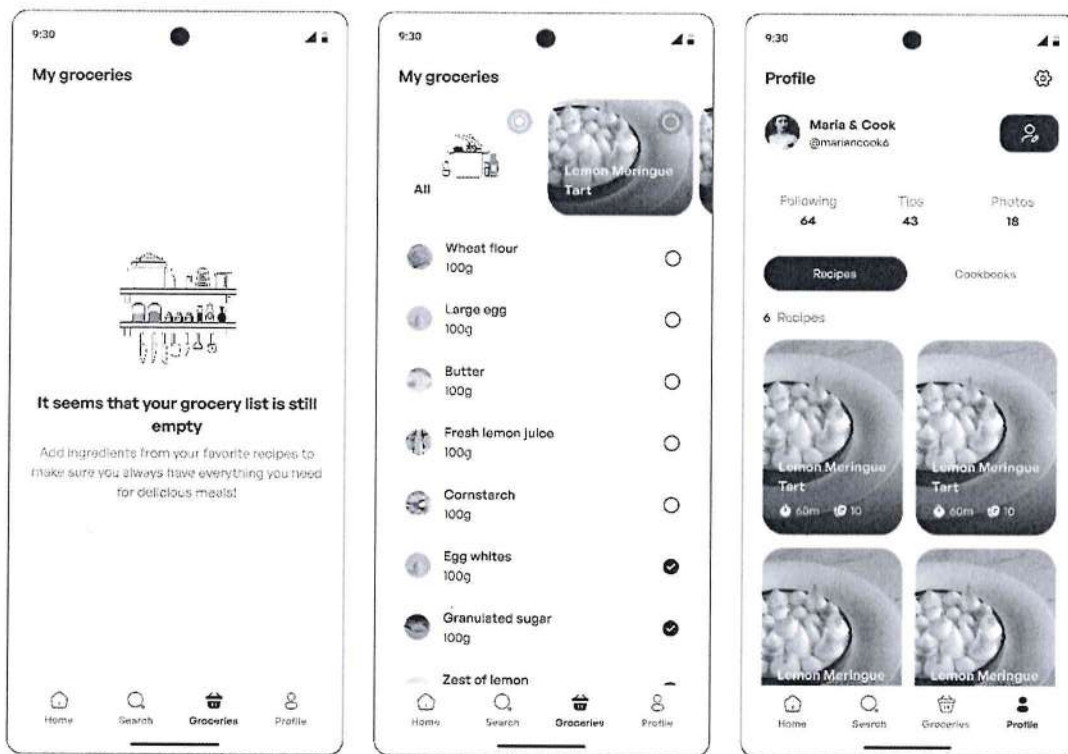 9:30
My groceries
It seems that your grocery list is still
empty
Add ingredients from your favorite recipes to
make sure you always have everything you need
for delicious meals!
Home
Search
Groceries
Profile
9:30
My groceries
All
Lemon Meringue
Tart
Wheat flour
100g
Large egg
100g
Butter
100g
Fresh lemon juice
100g
Cornstarch
100g
Egg whites
100g
Granulated sugar
100g
Zest of lemon
Home
Search
Groceries
Profile
9:30
Profile
Maria & Cook
@mariancook6
Following
64
Tips
43
Photos
18
Recipes
Cookbooks
6 Recipes
Lemon Meringue
Tart
60m
10
Lemon Meringue
Tart
60m
10
Lemon Meringue
Lemon Meringue
Home
Search
Groceries
Profile